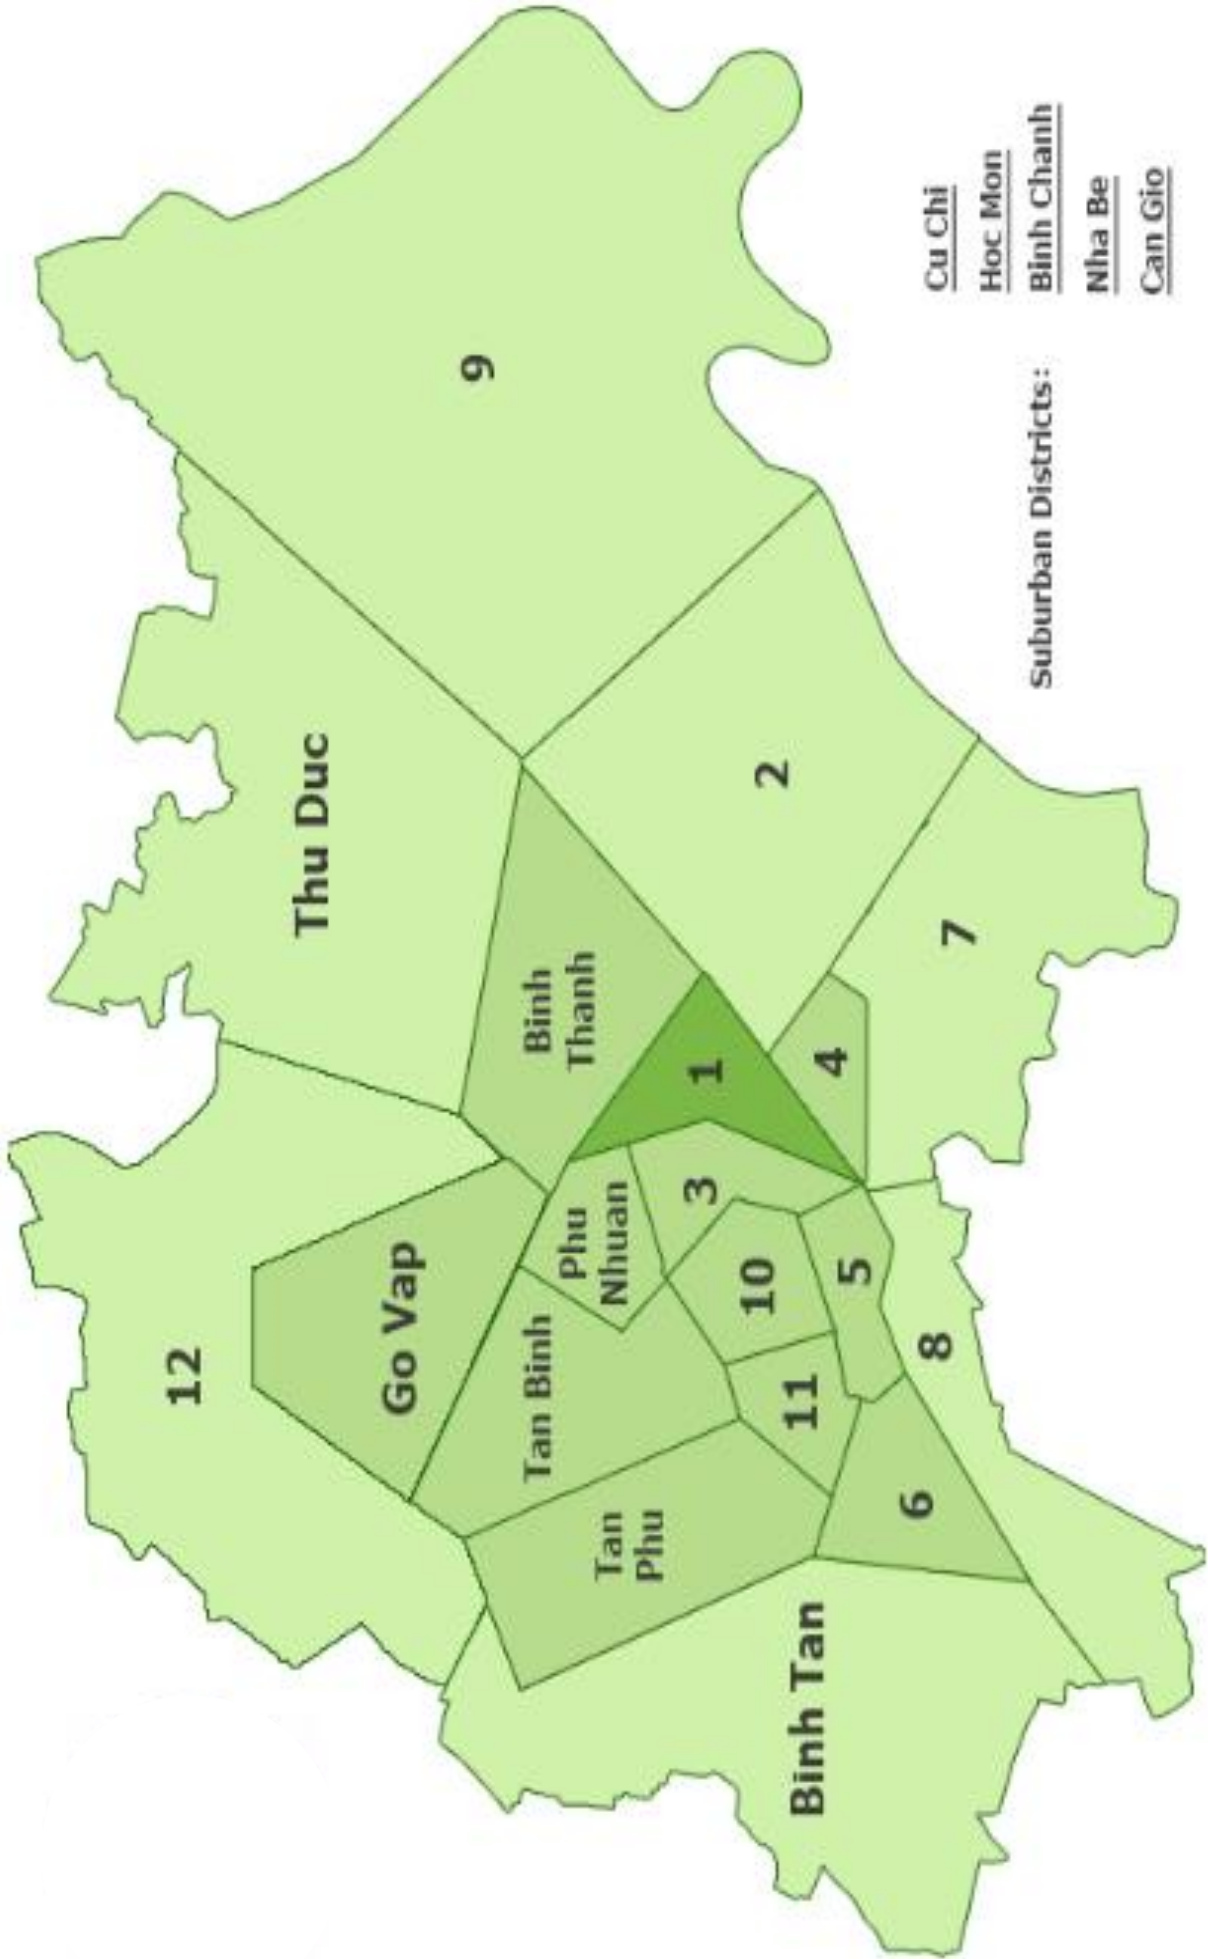 12
Thu Duc
9
Go Vap
Tan Binh
Phu
Nhuan
Binh
Thanh
Tan
Phu
3
1
2
10
11
5
4
7
6
8
Binh Tan
Suburban Districts:
Cu Chi
Hoc Mon
Binh Chanh
Nha Be
Can Gio